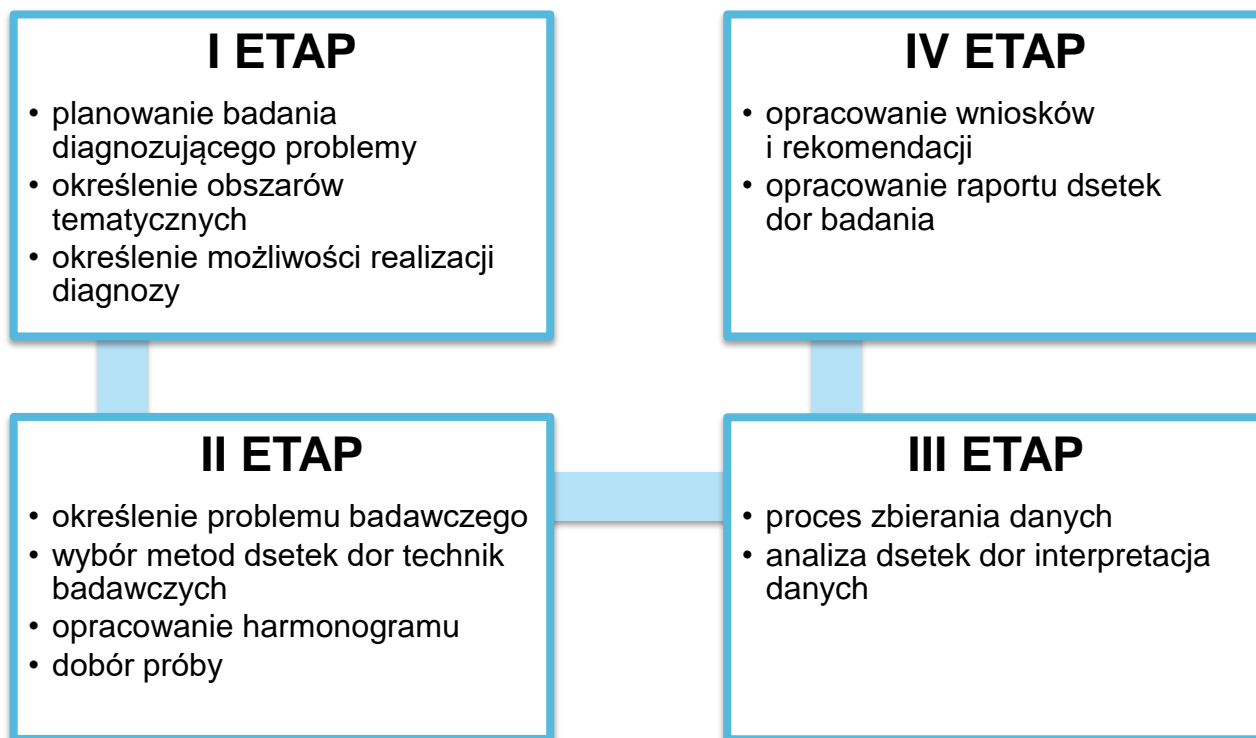 I ETAP
• planowanie badania
diagnozującego problemy
• określenie obszarów
tematycznych
• określenie możliwości realizacji
diagnozy
II ETAP
• określenie problemu badawczego
• wybór metod dsetek dor technik
badawczych
• opracowanie harmonogramu
• dobór próby
III ETAP
• proces zbierania danych
• analiza dsetek dor interpretacja
danych
IV ETAP
• opracowanie wniosków
i rekomendacji
• opracowanie raportu dsetek
dor badania